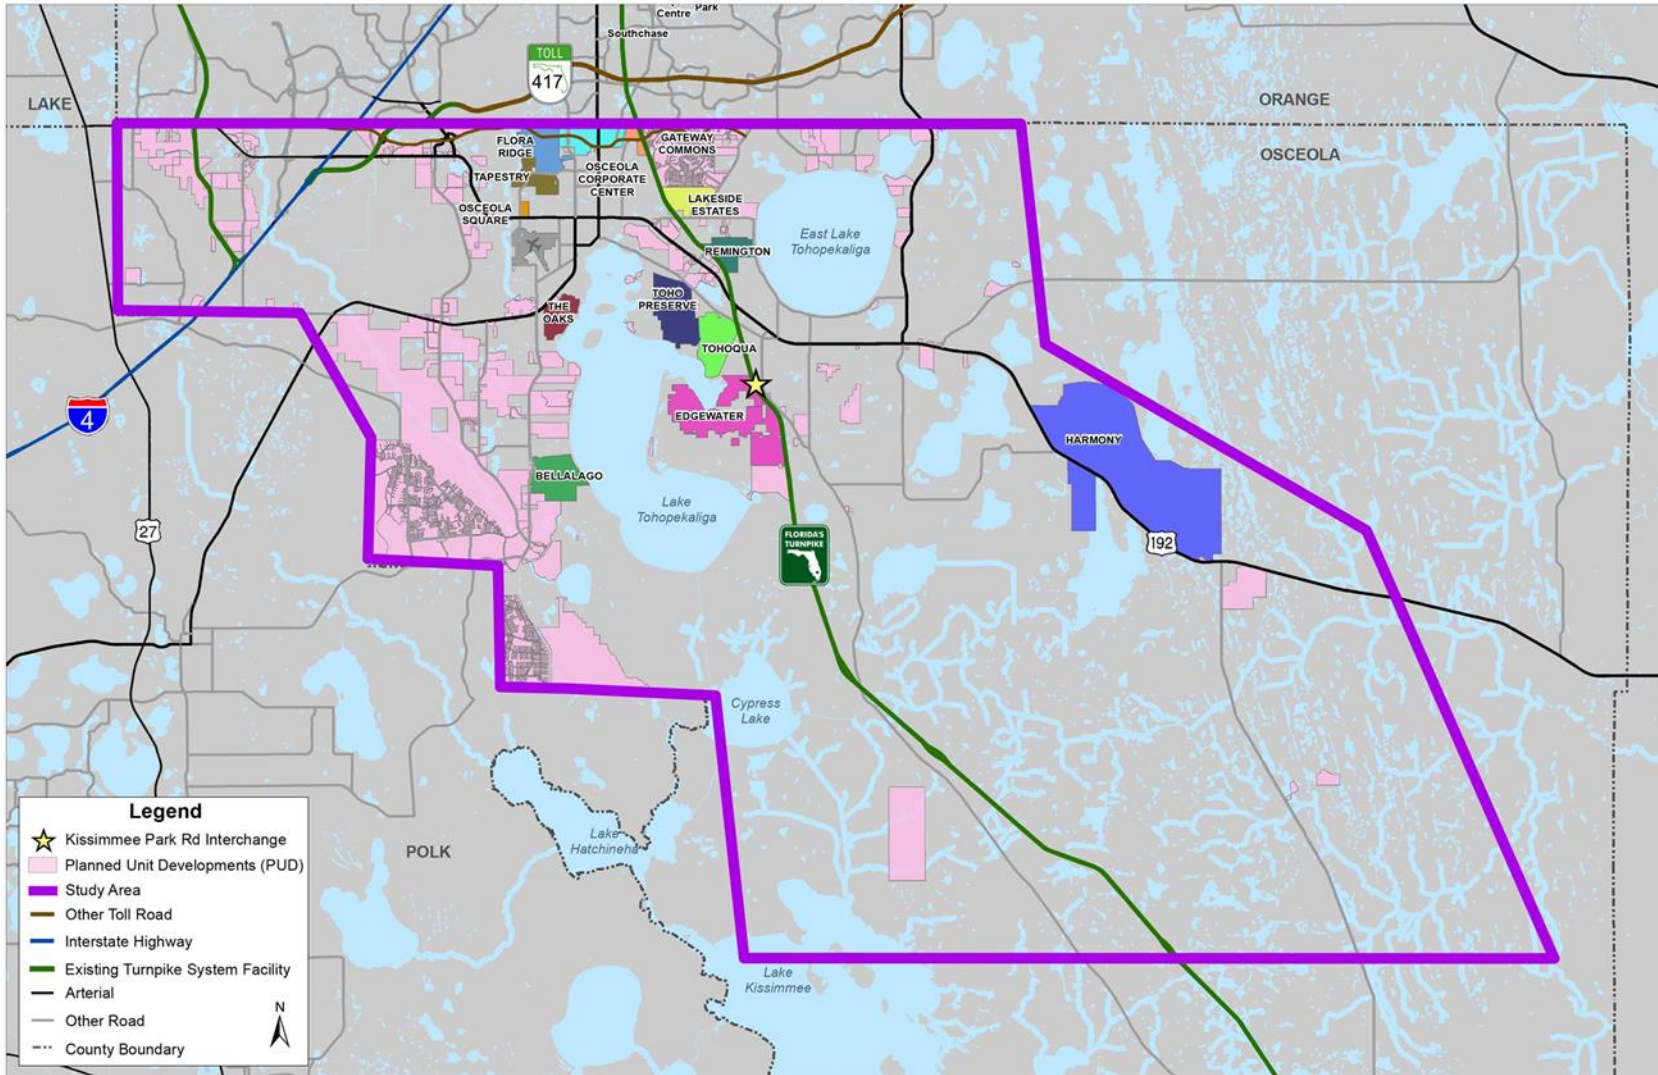 Centre
Park
Southchase
TOLL
417
LAKE
ORANGE
OSCEOLA
FLORA
RIDGE
GATEWAY
COMMONS
TAPESTRY
OSCEOLA
CORPORATE
CENTER
OSCEOLA
SQUARE
LAKESIDE
ESTATES
REMINGTON
East Lake
Tohopekaliga
THE
OAKS
TOHO
PRESERVE
TOHOQUA
4
EDGEWATER
HARMONY
BELLALAGO
Lake
Tohopekaliga
27
FLORIDA'S
TURNPIKE
192
Cypress
Lake
Lake
Hatchineha
POLK
Lake
Kissimmee
Legend
Kissimmee Park Rd Interchange
Planned Unit Developments (PUD)
Study Area
Other Toll Road
Interstate Highway
Existing Turnpike System Facility
Arterial
Other Road
County Boundary
N